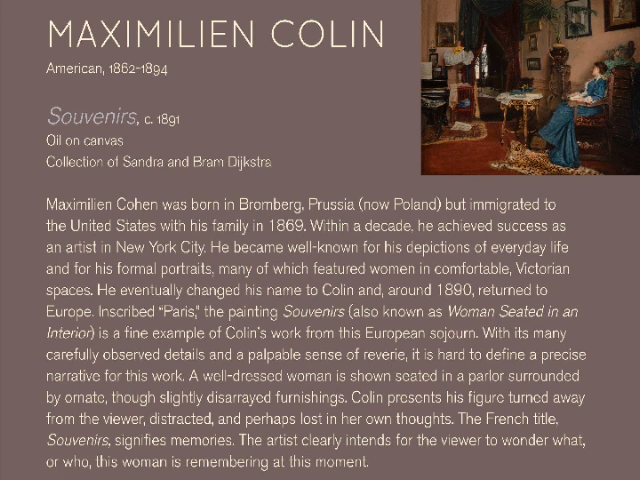 MAXIMILIEN COLIN
American, 1862-1894
Souvenirs, c. 1891
Oil on canvas
Collection of Sandra and Bram Dijkstra
Maximilien Cohen was born in Bromberg, Prussia (now Poland) but immigrated to
the United States with his family in 1869. Within a decade, he achieved success as
an artist in New York City. He became well-known for his depictions of everyday life
and for his formal portraits, many of which featured women in comfortable, Victorian
spaces. He eventually changed his name to Colin and, around 1890, returned to
Europe. Inscribed “Paris,” the painting Souvenirs (also known as Woman Seated in an
Interior) is a fine example of Colin's work from this European sojourn. With its many
carefully observed details and a palpable sense of reverie, it is hard to define a precise
narrative for this work. A well-dressed woman is shown seated in a parlor surrounded
by ornate, though slightly disarrayed furnishings. Colin presents his figure turned away
from the viewer, distracted, and perhaps lost in her own thoughts. The French title,
Souvenirs, signifies memories. The artist clearly intends for the viewer to wonder what,
or who, this woman is remembering at this moment.